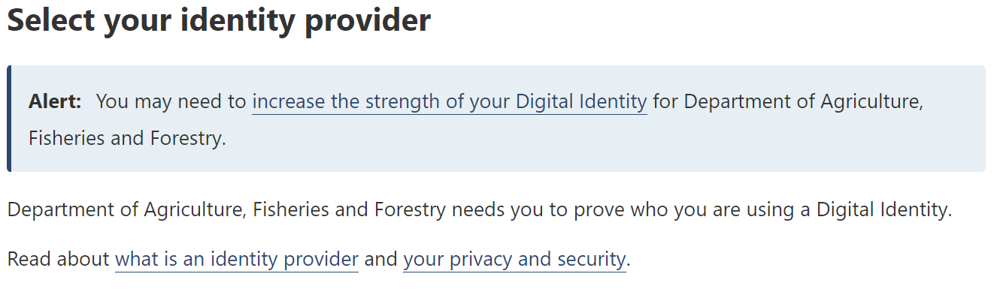 Select your identity provider
Alert: You may need to increase the strength of your Digital Identity for Department of Agriculture,
Fisheries and Forestry.
Department of Agriculture, Fisheries and Forestry needs you to prove who you are using a Digital Identity.
Read about what is an identity provider and your privacy and security.